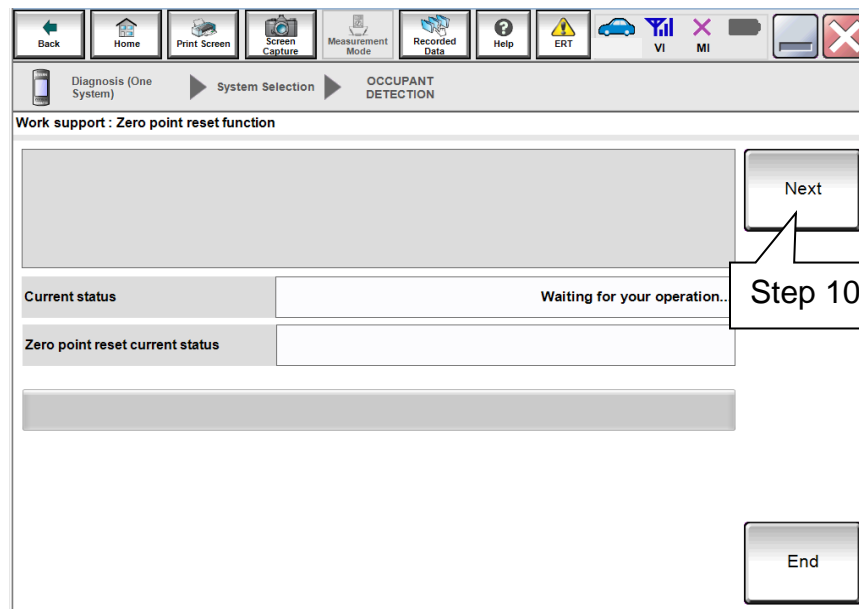 Back
Home
Print Screen
Screen
Capture
Measurement
Mode
Recorded
Data
Help
ERT
VI
MI
Diagnosis (One
System)
System Selection
OCCUPANT
DETECTION
Work support : Zero point reset function
Next
Current status
Waiting for your operation..
Step 10
Zero point reset current status
End